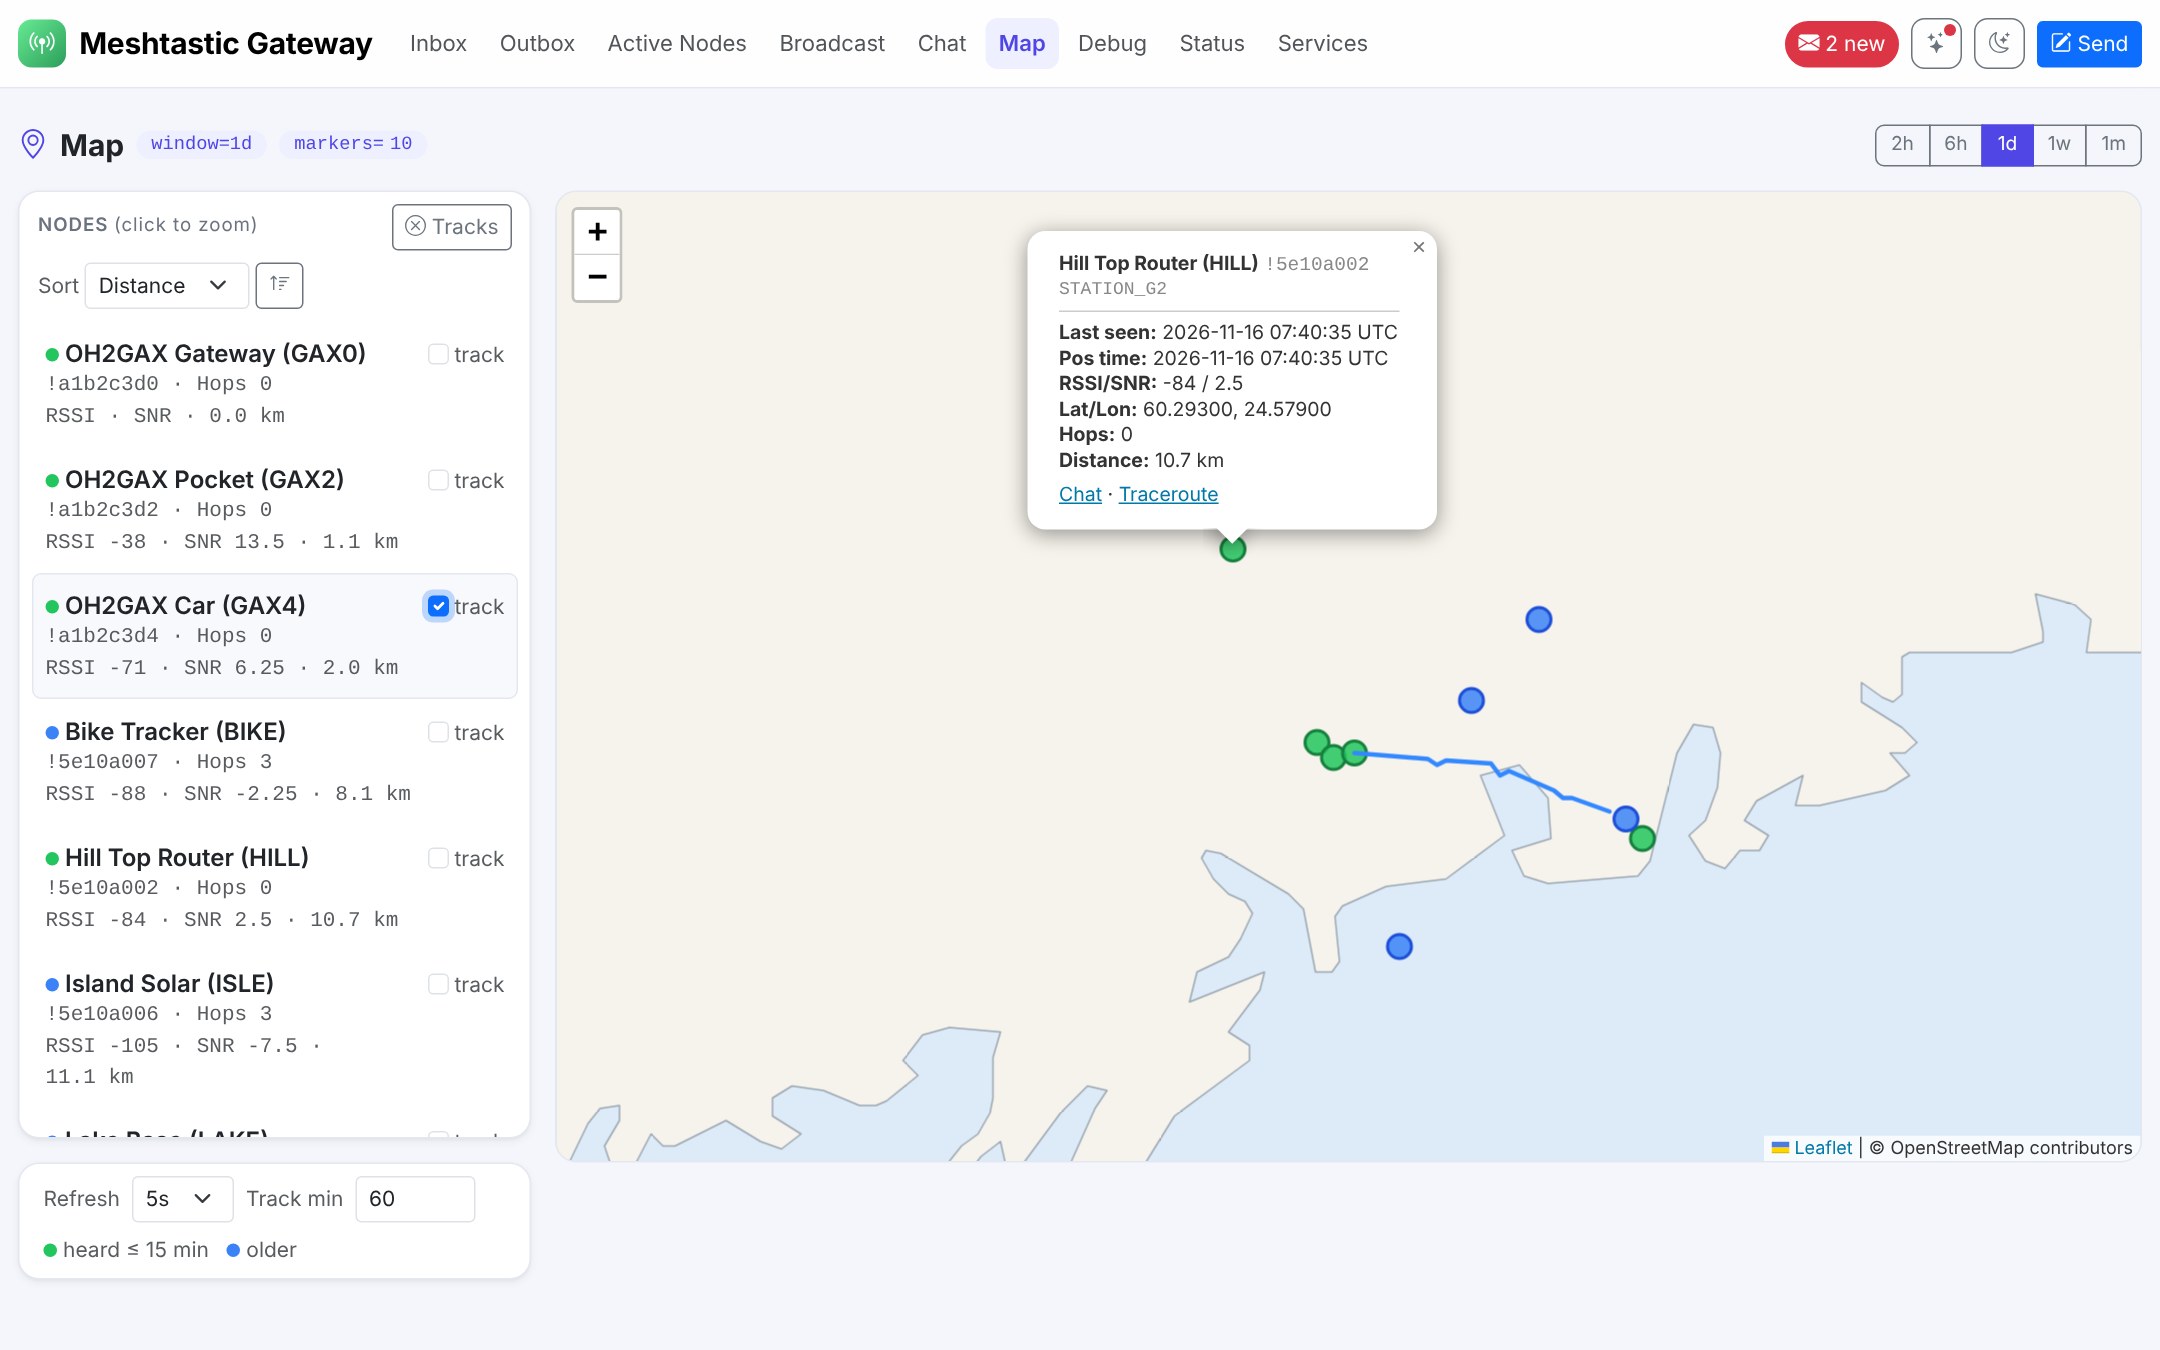 Meshtastic Gateway Inbox Outbox Active Nodes Broadcast Chat Map Debug Status Services 2 new Send
Map window=1d markers= 10 2h 6h 1d 1w 1m
NODES (click to zoom) Tracks
Sort Distance
OH2GAX Gateway (GAX0) track
!a1b2c3d0 · Hops 0
RSSI · SNR · 0.0 km
OH2GAX Pocket (GAX2) track
!a1b2c3d2 · Hops 0
RSSI -38 · SNR 13.5 · 1.1 km
OH2GAX Car (GAX4) track
!a1b2c3d4 · Hops 0
RSSI -71 · SNR 6.25 · 2.0 km
Bike Tracker (BIKE) track
!5e10a007 · Hops 3
RSSI -88 · SNR -2.25 · 8.1 km
Hill Top Router (HILL) track
!5e10a002 · Hops 0
RSSI -84 · SNR 2.5 · 10.7 km
Island Solar (ISLE) track
!5e10a006 · Hops 3
RSSI -105 · SNR -7.5 ·
11.1 km
Refresh 5s Track min 60
heard ≤ 15 min older
+
−
×
Hill Top Router (HILL) !5e10a002
STATION_G2
Last seen: 2026-11-16 07:40:35 UTC
Pos time: 2026-11-16 07:40:35 UTC
RSSI/SNR: -84 / 2.5
Lat/Lon: 60.29300, 24.57900
Hops: 0
Distance: 10.7 km
Chat · Traceroute
Leaflet | © OpenStreetMap contributors